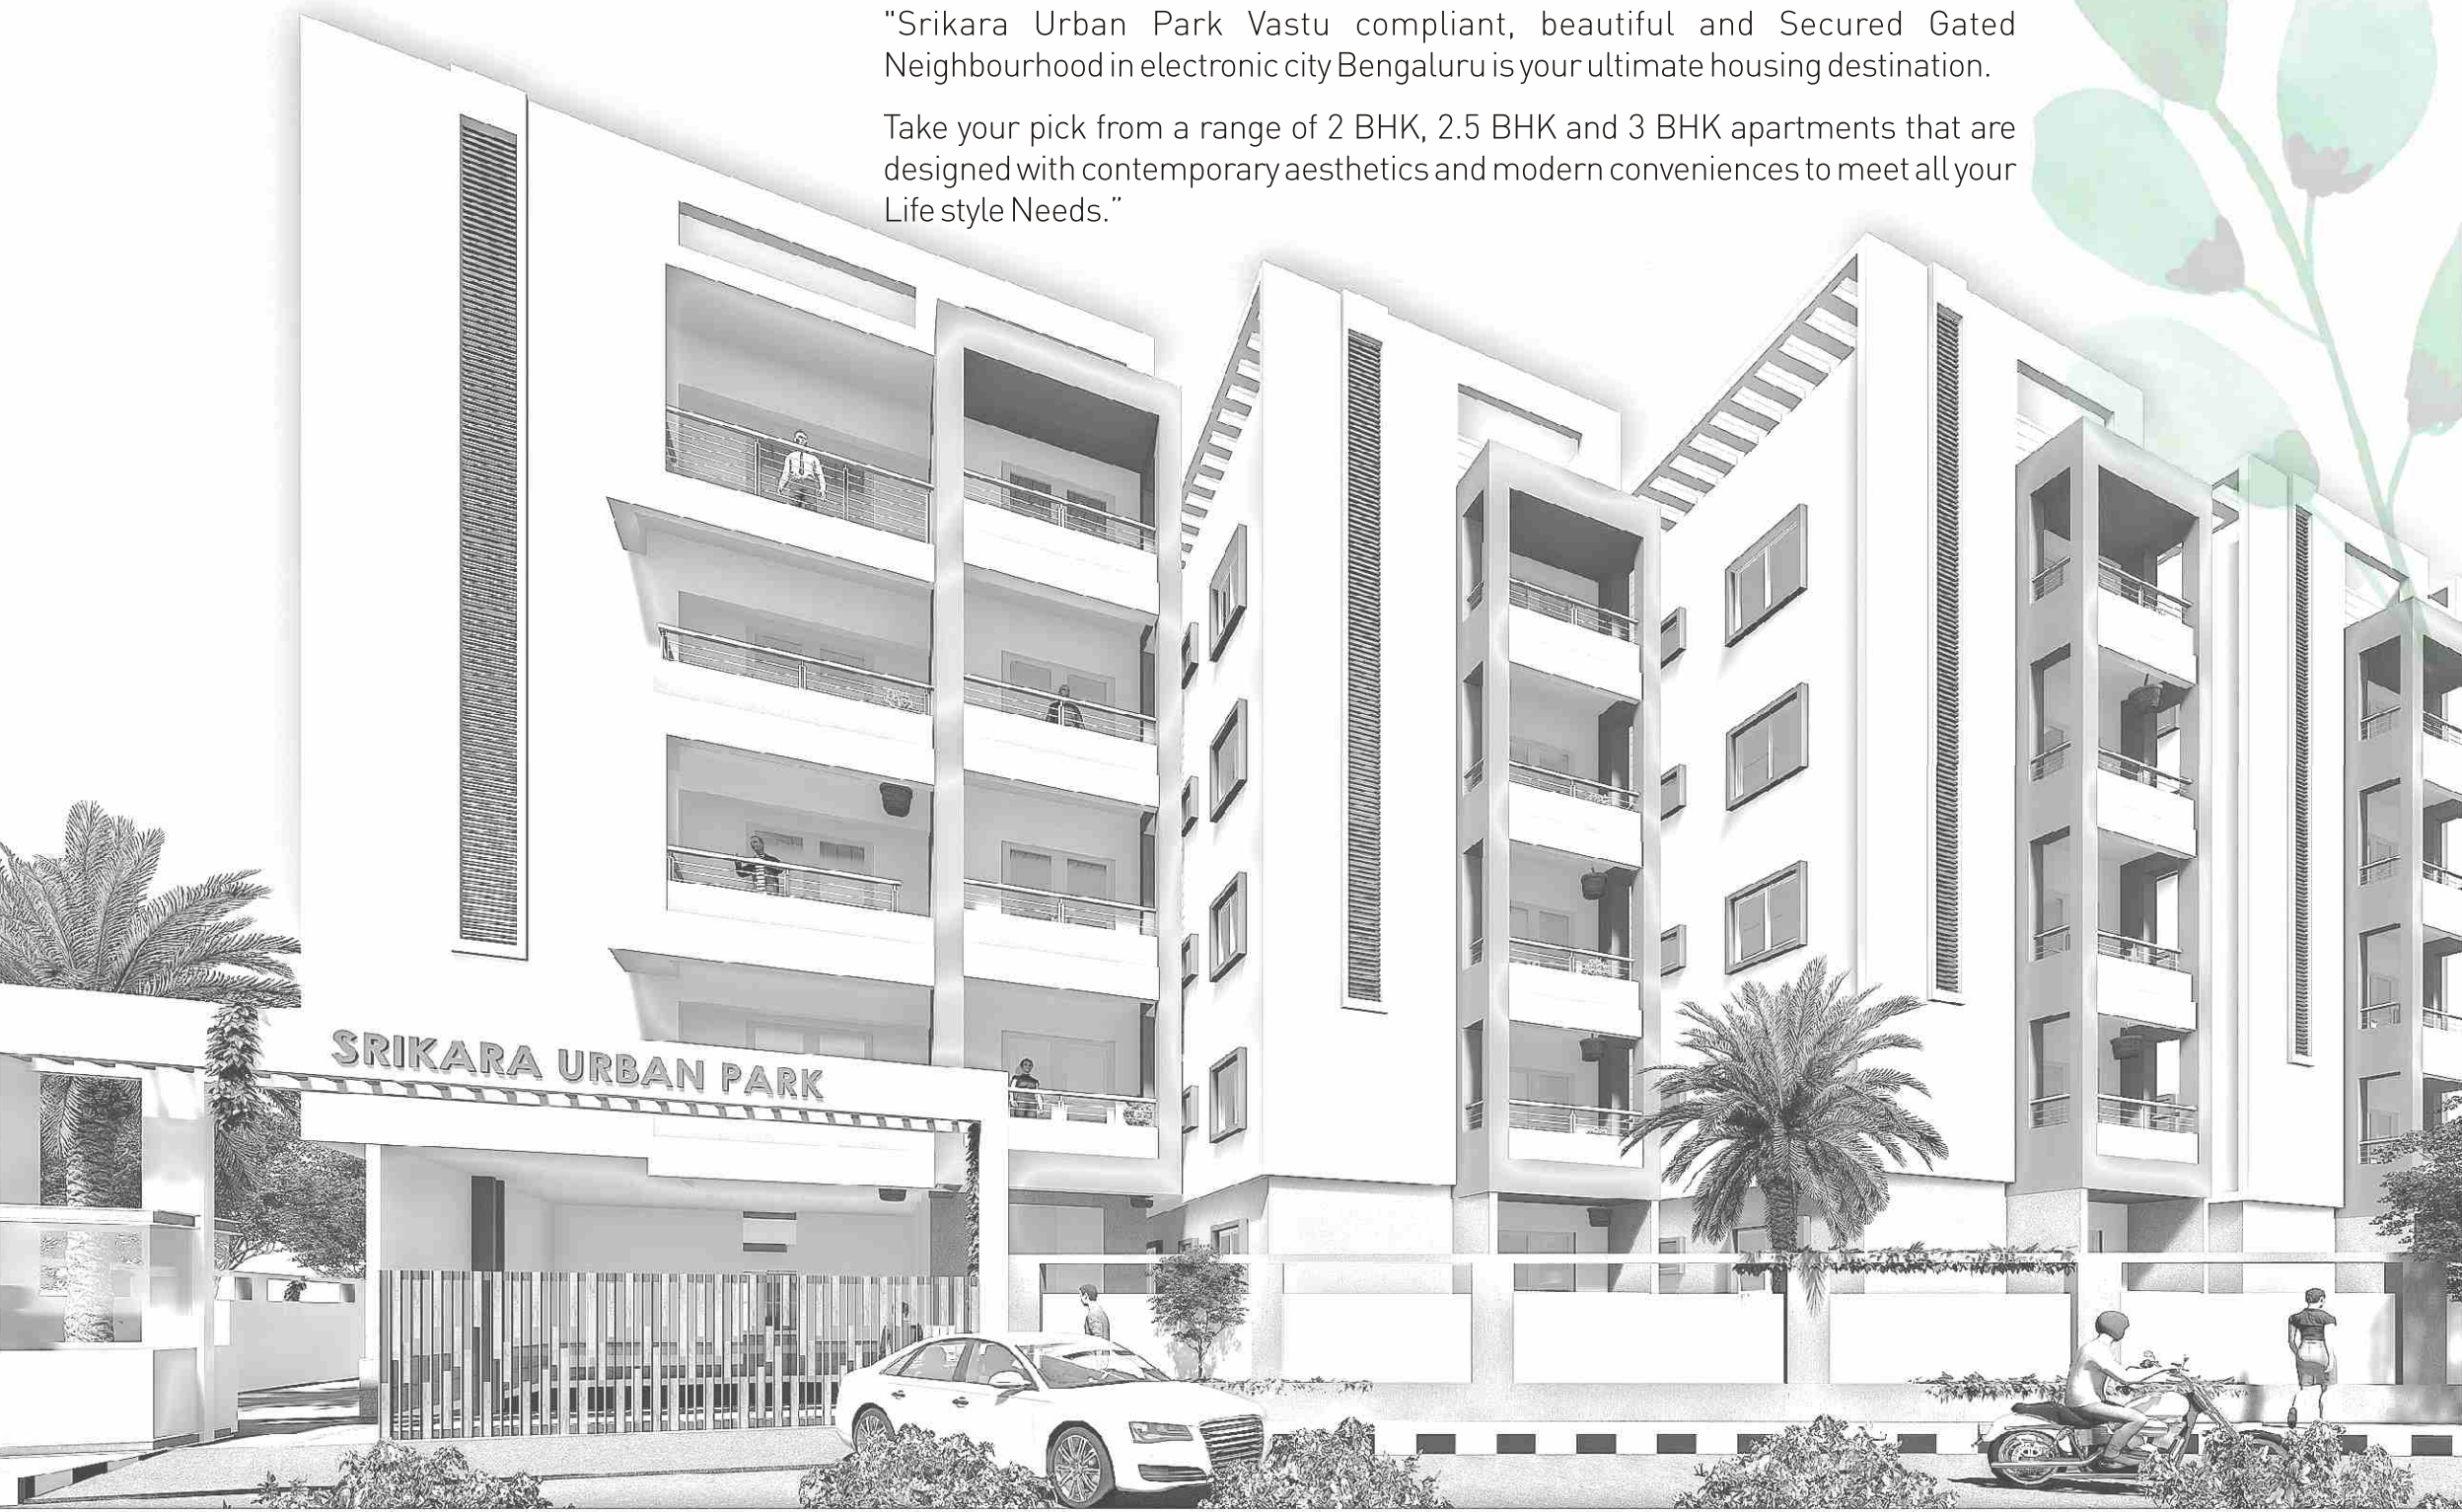 "Srikara Urban Park Vastu compliant, beautiful and Secured Gated
Neighbourhood in electronic city Bengaluru is your ultimate housing destination.
Take your pick from a range of 2 BHK, 2.5 BHK and 3 BHK apartments that are
designed with contemporary aesthetics and modern conveniences to meet all your
Life style Needs.”
SRIKARA URBAN PARK